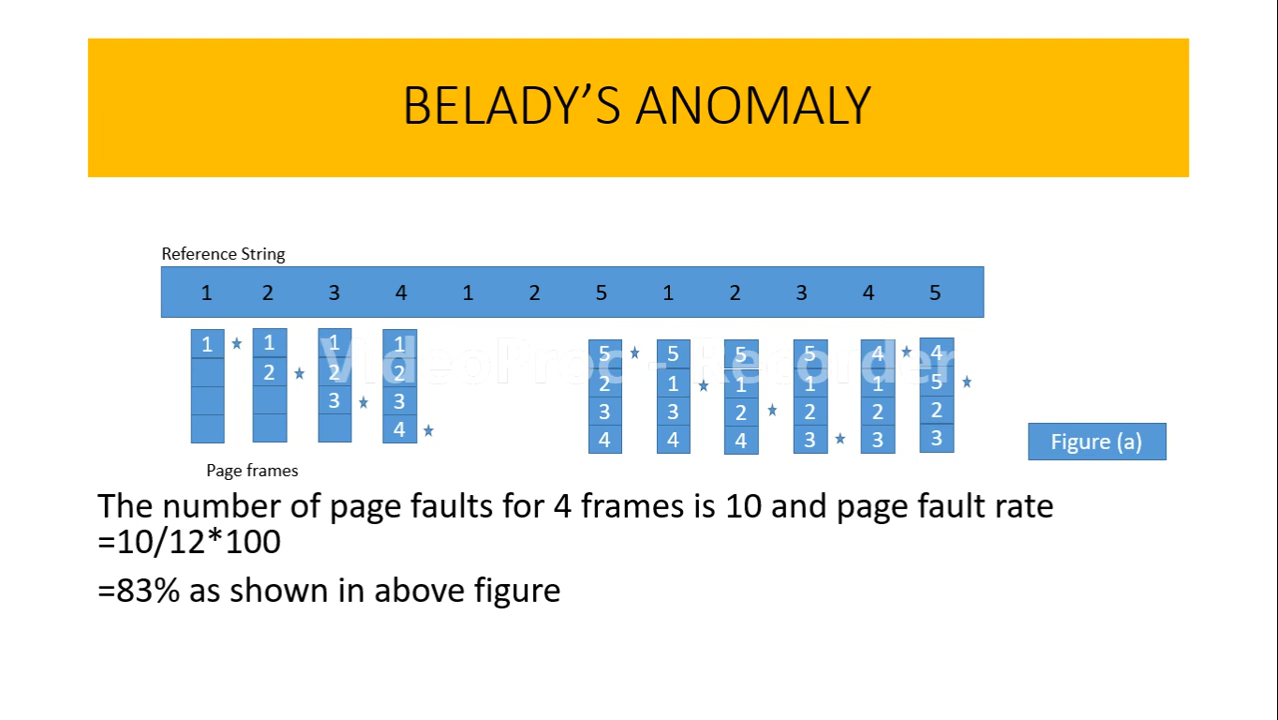 BELADY’S ANOMALY
Reference String
1 2 3 4 1 2 5 1 2 3 4 5
1 1 1 1 5 5 5 5 4 4
2 2 2 2 1 1 1 1 5
3 3 3 3 2 2 2 2
4 4 4 4 3 3 3
VideoProc - Recorder
Figure (a)
Page frames
The number of page faults for 4 frames is 10 and page fault rate
=10/12*100
=83% as shown in above figure